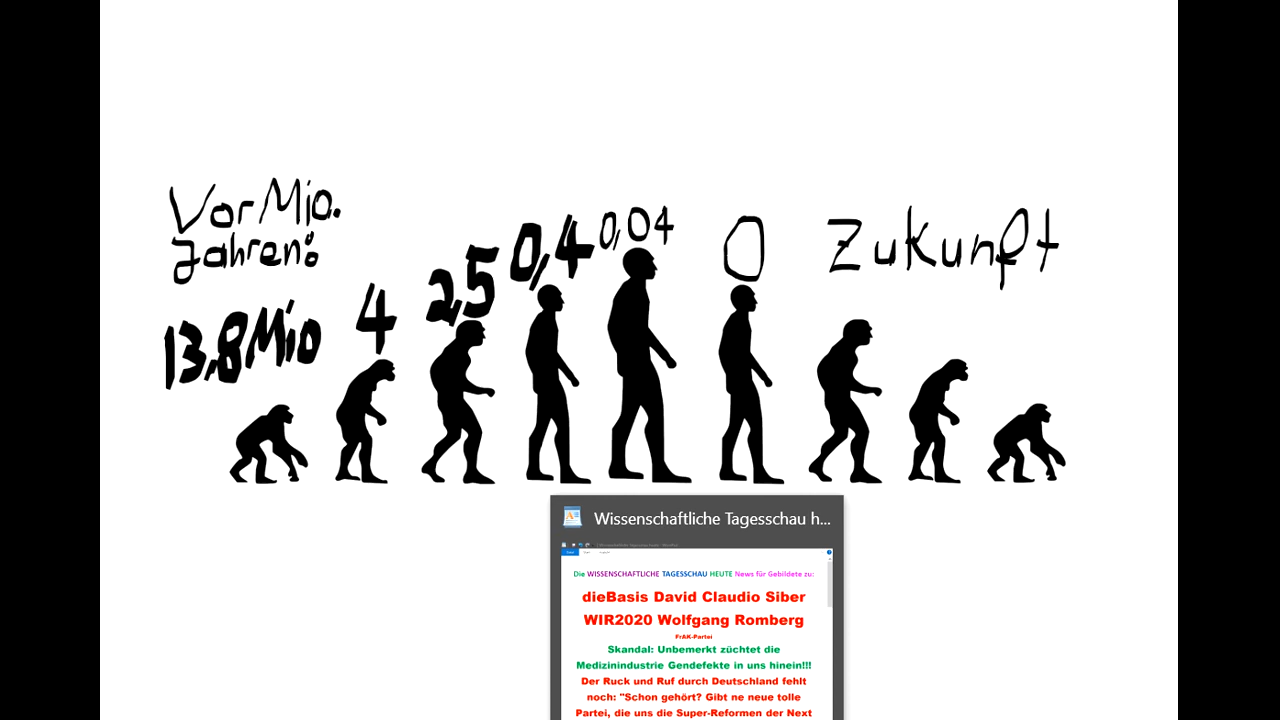 Vor Mio.
Jahren:
13,8Mio
4
2,5
0,4
0,04
0
Zukunft
Wissenschaftliche Tagesschau h...
Die WISSENSCHAFTLICHE TAGESSCHAU HEUTE News für Gebildete zu:
dieBasis David Claudio Siber
WIR2020 Wolfgang Romberg
FrAK-Partei
Skandal: Unbemerkt züchtet die
Medizinindustrie Gendefekte in uns hinein!!!
Der Ruck und Ruf durch Deutschland fehlt
noch: "Schon gehört? Gibt ne neue tolle
Partei, die uns die Super-Reformen der Next